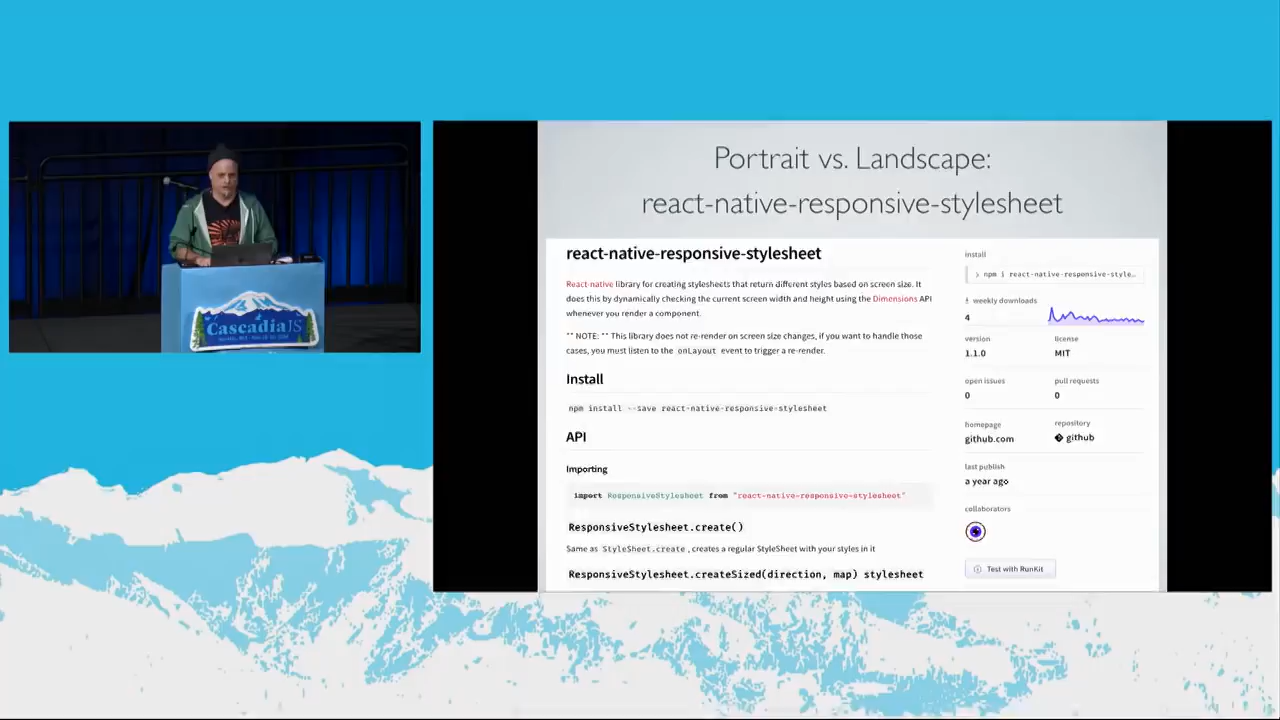 CascadiaJS
Portrait vs. Landscape:
react-native-responsive-stylesheet
react-native-responsive-stylesheet
React-native library for creating stylesheets that return different styles based on screen size. It
does this by dynamically checking the current screen width and height using the Dimensions API
whenever you render a component.
** NOTE: ** This library does not re-render on screen size changes, if you want to handle those
cases, you must listen to the onLayout event to trigger a re-render.
Install
npm install --save react-native-responsive-stylesheet
API
Importing
import ResponsiveStylesheet from "react-native-responsive-stylesheet"
ResponsiveStylesheet.create()
Same as StyleSheet.create, creates a regular StyleSheet with your styles in it
ResponsiveStylesheet.createSized(direction, map) stylesheet
install
> npm i react-native-responsive-style…
weekly downloads
4
version
license
1.1.0
MIT
open issues
pull requests
0
0
homepage
repository
github.com
github
last publish
a year ago
collaborators
Test with RunKit